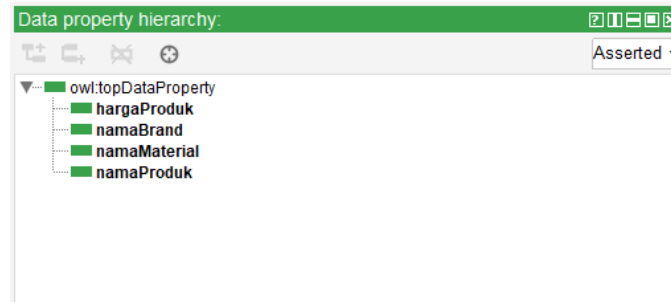 Data property hierarchy:
Asserted
owl:topDataProperty
hargaProduk
namaBrand
namaMaterial
namaProduk